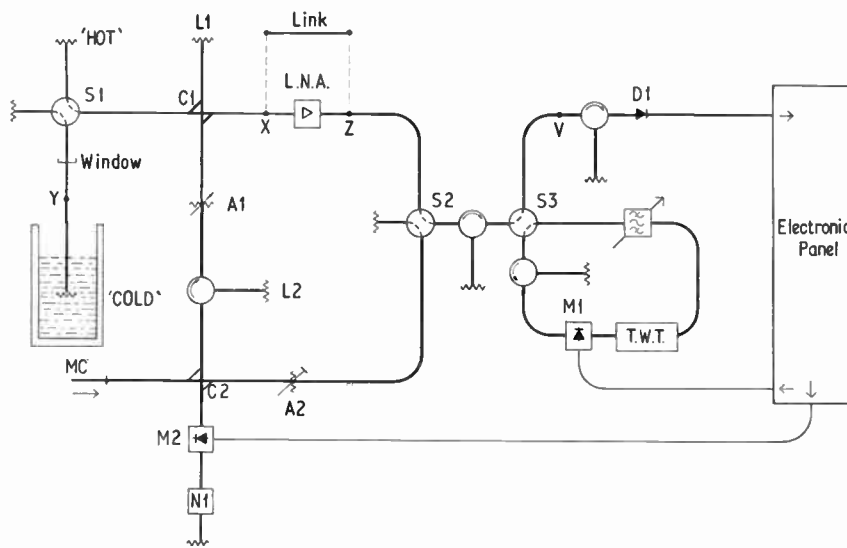 L1
Link
'HOT'
L.N.A.
D1
S1
C1
X
Z
V
Window
Y
A1
S2
S3
Electronic
Panel
'COLD'
L2
M1
T.W.T.
MC
C2
A2
M2
N1